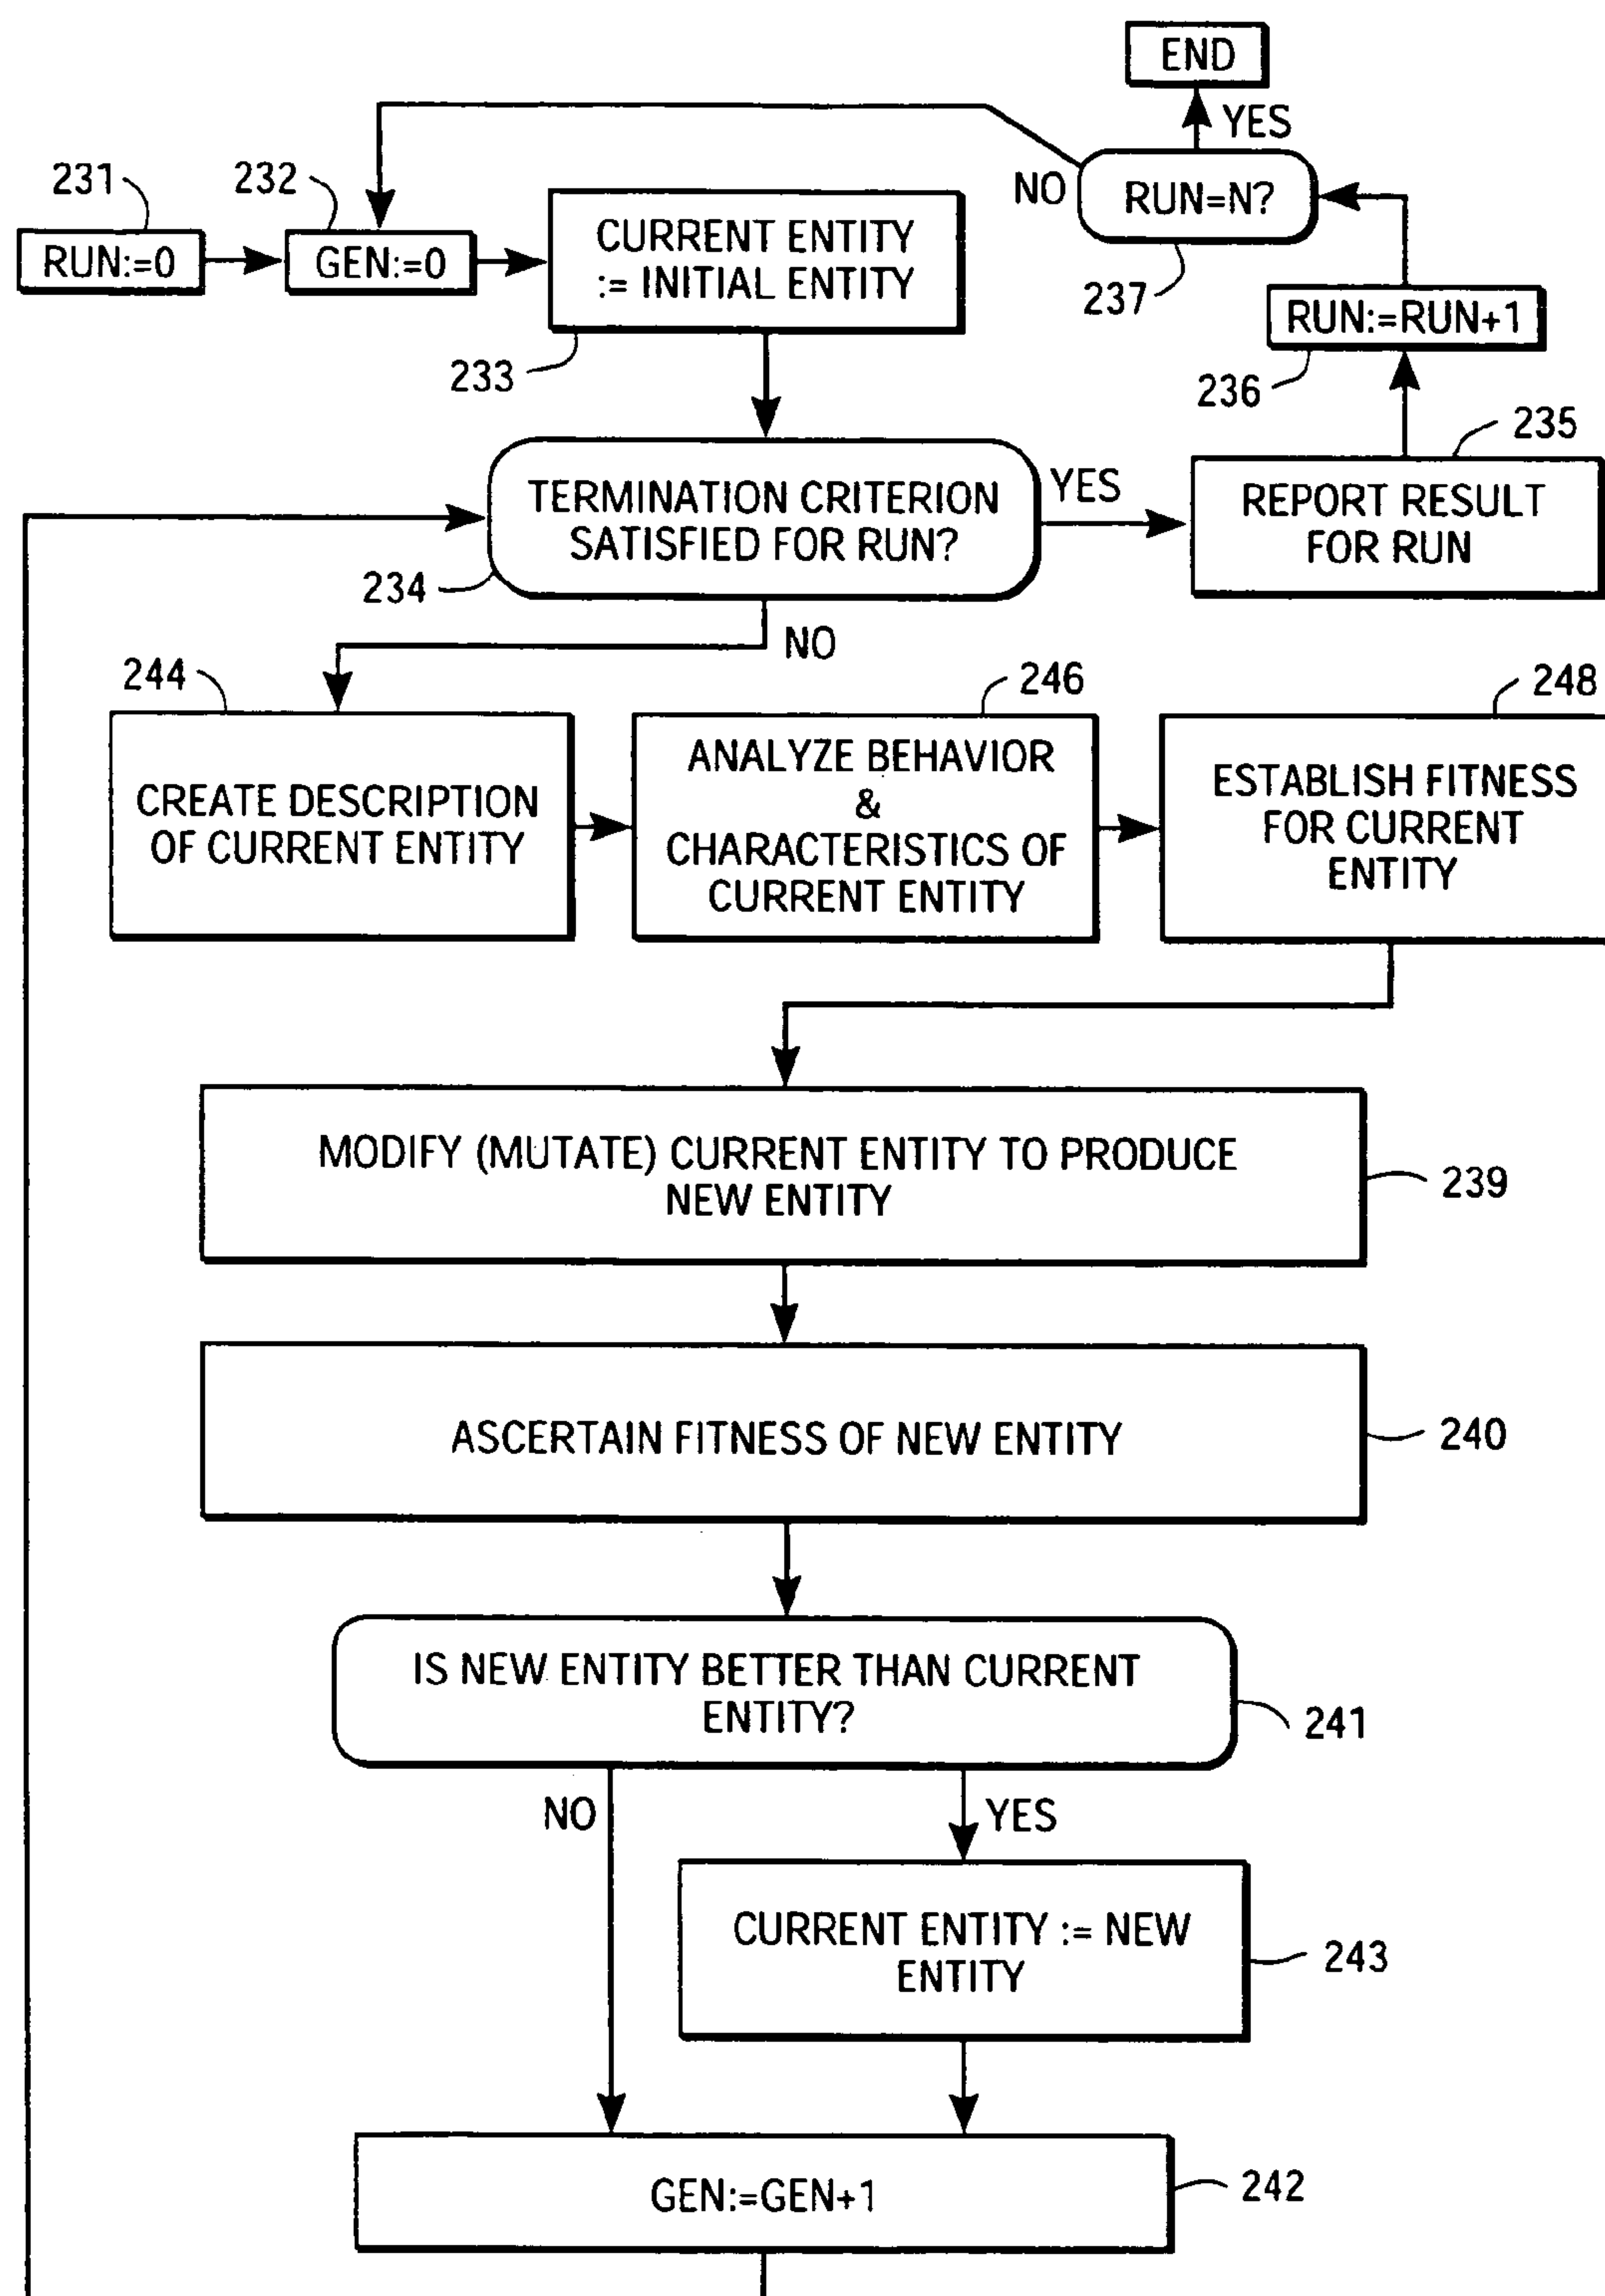 END
YES
231
232
NO
RUN=N?
RUN:=0
GEN:=0
CURRENT ENTITY
:= INITIAL ENTITY
237
RUN:=RUN+1
233
236
235
TERMINATION CRITERION
SATISFIED FOR RUN?
YES
REPORT RESULT
FOR RUN
234
NO
244
246
248
CREATE DESCRIPTION
OF CURRENT ENTITY
ANALYZE BEHAVIOR
&
CHARACTERISTICS OF
CURRENT ENTITY
ESTABLISH FITNESS
FOR CURRENT
ENTITY
MODIFY (MUTATE) CURRENT ENTITY TO PRODUCE
NEW ENTITY
239
ASCERTAIN FITNESS OF NEW ENTITY
240
IS NEW ENTITY BETTER THAN CURRENT
ENTITY?
241
NO
YES
CURRENT ENTITY := NEW
ENTITY
243
GEN:=GEN+1
242